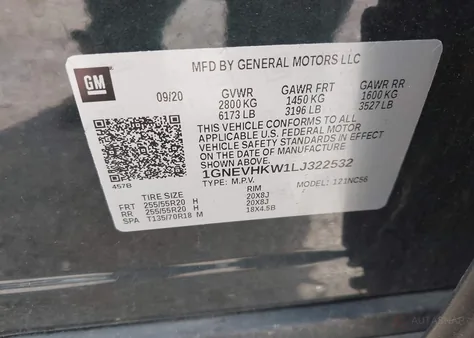 MFD BY GENERAL MOTORS LLC
GM
09/20
GVWR GAWR FRT GAWR RR
2800 KG 1450 KG 1600 KG
6173 LB 3196 LB 3527 LB
THIS VEHICLE CONFORMS TO ALL
APPLICABLE U.S. FEDERAL MOTOR
VEHICLE SAFETY STANDARDS IN EFFECT
ON THE DATE OF MANUFACTURE
SHOWN ABOVE.
1GNEVHKW1LJ322532
TYPE: M.P.V. MODEL: 121NC56
457B
TIRE SIZE RIM
FRT 255/55R20 H 20X8J
RR 255/55R20 H 20X8J
SPA T135/70R18 M 18X4.5B